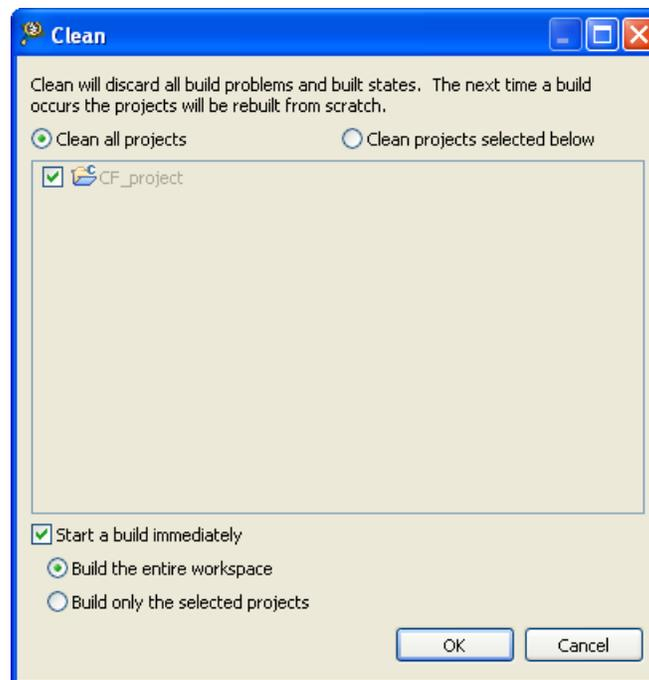 Clean
Clean will discard all build problems and built states. The next time a build
occurs the projects will be rebuilt from scratch.
Clean all projects
Clean projects selected below
CF_project
Start a build immediately
Build the entire workspace
Build only the selected projects
OK
Cancel